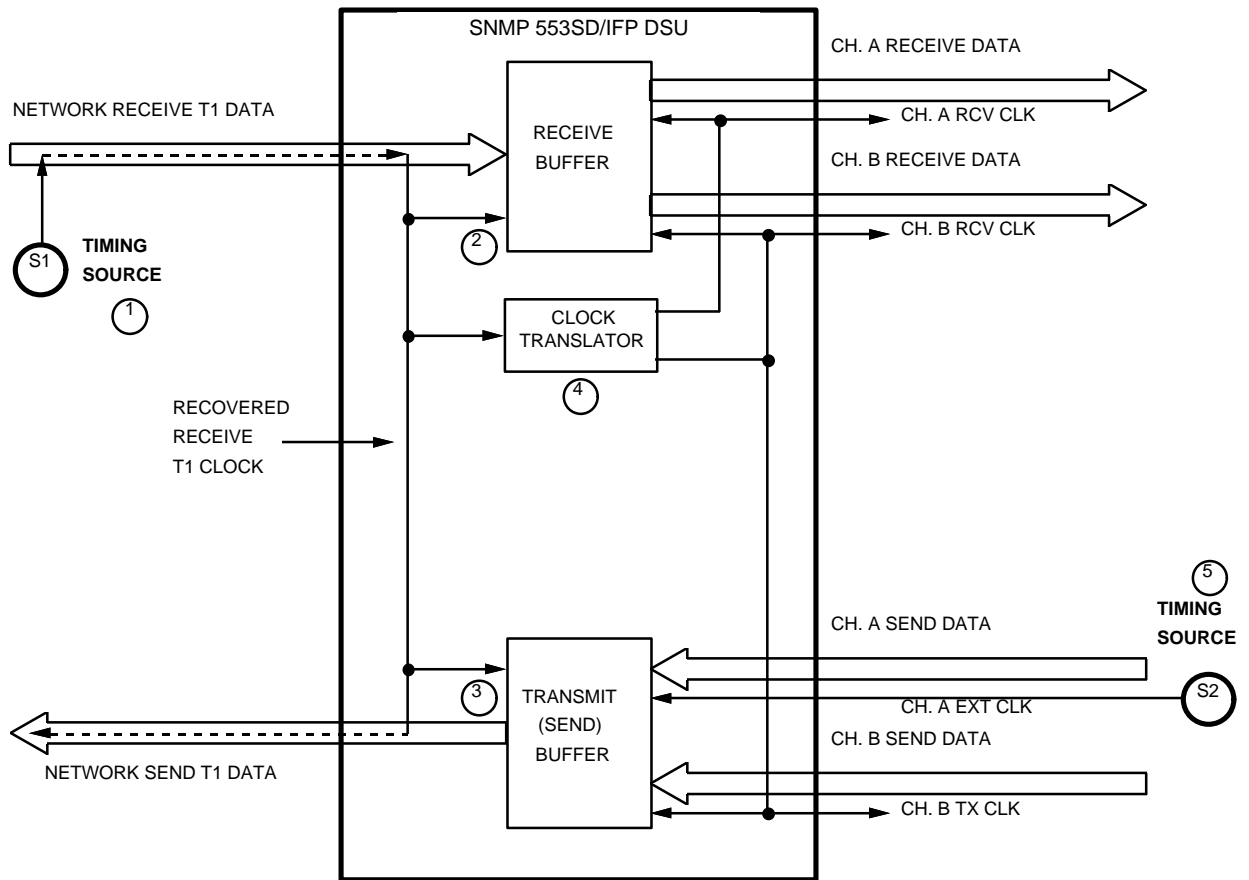 SNMP 553SD/IFP DSU
CH. A RECEIVE DATA
NETWORK RECEIVE T1 DATA
RECEIVE
BUFFER
CH. A RCV CLK
CH. B RECEIVE DATA
CH. B RCV CLK
2
S1
TIMING
SOURCE
1
CLOCK
TRANSLATOR
4
RECOVERED
RECEIVE
T1 CLOCK
5
TIMING
SOURCE
CH. A SEND DATA
3
TRANSMIT
(SEND)
BUFFER
S2
CH. A EXT CLK
CH. B SEND DATA
NETWORK SEND T1 DATA
CH. B TX CLK